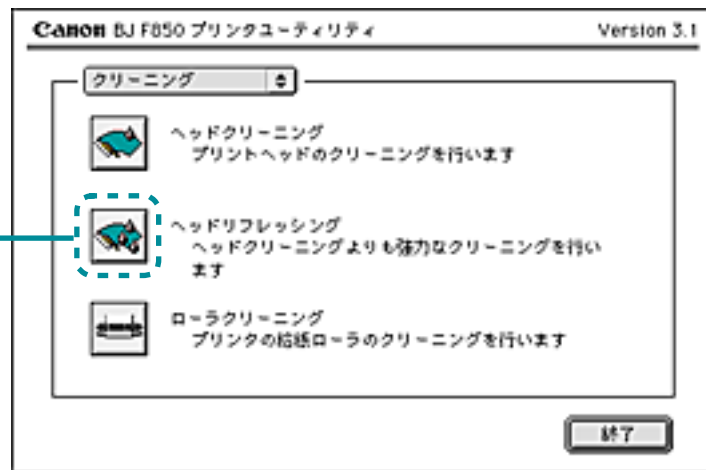 Canon BJ F850 プリンタユーティリティ Version 3.1
クリーニング
ヘッドクリーニング
プリントヘッドのクリーニングを行います
ヘッドリフレッシング
ヘッドクリーニングよりも強力なクリーニングを行い
ます
ローラクリーニング
プリンタの給紙ローラのクリーニングを行います
終了